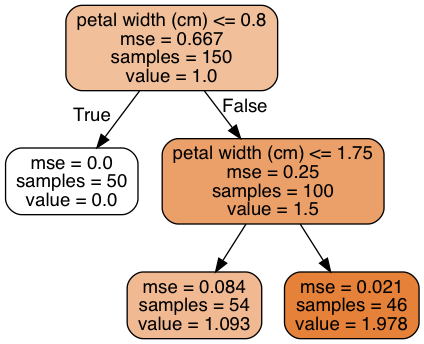 petal width (cm) <= 0.8
mse = 0.667
samples = 150
value = 1.0
True
False
mse = 0.0
samples = 50
value = 0.0
petal width (cm) <= 1.75
mse = 0.25
samples = 100
value = 1.5
mse = 0.084
samples = 54
value = 1.093
mse = 0.021
samples = 46
value = 1.978